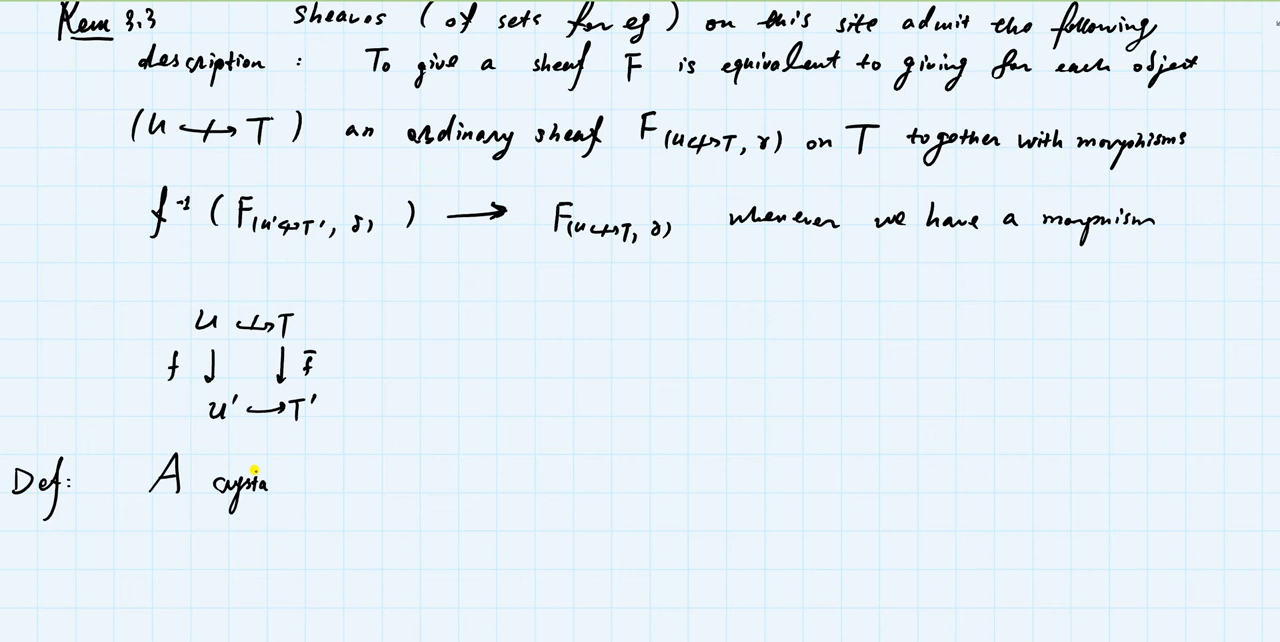 Rem 3.3 Sheaves (of sets for eg) on this site admit the following
description : To give a sheaf F is equivalent to giving for each object
(U ↪ T) an ordinary sheaf F(U↪T, γ) on T together with morphisms
f⁻¹ (F(U'↪T', δ)) → F(U↪T, γ) whenever we have a morphism
U ↪ T
f ↓ ↓ f̄
U' ↪ T'
Def: A crysta